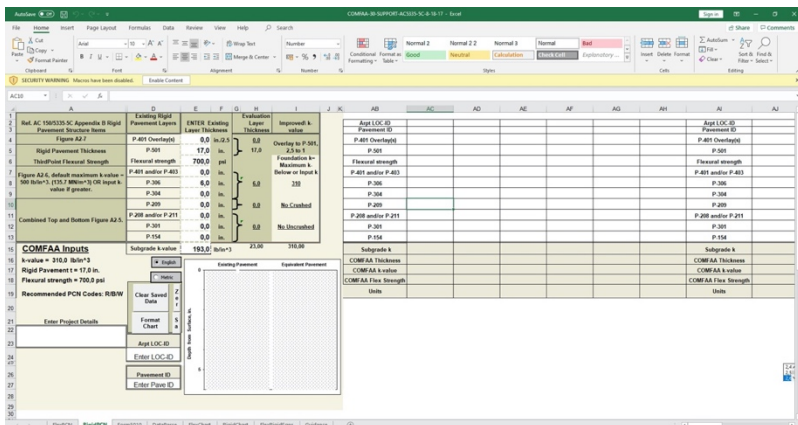 AutoSave Off
COMFAA-30-SUPPORT-AC5335-5C-8-16-17 - Excel
Sign in
File Home Insert Page Layout Formulas Data Review View Help Search
Share Comments
Paste
Cut
Copy
Format Painter
Clipboard
Arial 10
B I U
Font
Wrap Text
Merge & Center
Alignment
Number
Number
Conditional Formatting
Format as Table
Normal 2 Normal 2 2 Normal 3 Normal Bad
Good Neutral Calculation Check Cell Explanatory ...
Styles
Insert Delete Format
Cells
AutoSum
Fill
Clear
Sort & Filter
Find & Select
Editing
SECURITY WARNING Macros have been disabled. Enable Content
AC10
A D E F G H I J K AB AC AD AE AF AG AH AI AJ
Ref. AC 150/5335-5C Appendix B Rigid Pavement Structure Items
Existing Rigid Pavement Layers
ENTER Existing Layer Thickness
Evaluation Layer Thickness
Improved k-value
Arpt LOC-ID Arpt LOC-ID
Pavement ID Pavement ID
Figure A2-7 P-401 Overlay(s) 0,0 in./2.5 0,0 Overlay to P-501, 2,5 to 1 P-401 Overlay(s) P-401 Overlay(s)
Rigid Pavement Thickness P-501 17,0 in. 17,0 P-501 P-501
ThirdPoint Flexural Strength Flexural strength 700,0 psi Foundation k= Maximum k Below or Input k Flexural strength Flexural strength
Figure A2-6, default maximum k-value = 500 lb/in^3. (135.7 MN/m^3) OR input k-value if greater.
P-401 and/or P-403 0,0 in. P-401 and/or P-403 P-401 and/or P-403
P-306 6,0 in. 6,0 310 P-306 P-306
P-304 0,0 in. P-304 P-304
Combined Top and Bottom Figure A2-5.
P-209 0,0 in. 0,0 No Crushed P-209 P-209
P-208 and/or P-211 0,0 in. P-208 and/or P-211 P-208 and/or P-211
P-301 0,0 in. 0,0 No Uncrushed P-301 P-301
P-154 0,0 in. P-154 P-154
COMFAA Inputs Subgrade k-value 193,0 lb/in^3 23,00 310,00 Subgrade k Subgrade k
k-value = 310,0 lb/in^3 English COMFAA Thickness COMFAA Thickness
Rigid Pavement t = 17,0 in. COMFAA k-value COMFAA k-value
Flexural strength = 700,0 psi Metric COMFAA Flex Strength COMFAA Flex Strength
Recommended PCN Codes: R/B/W Units Units
Clear Saved Data
Format Chart
Enter Project Details
Arpt LOC-ID
Enter LOC-ID
Pavement ID
Enter Pave ID
Existing Pavement Equivalent Pavement
Depth from Surface, in.
RigidPCN